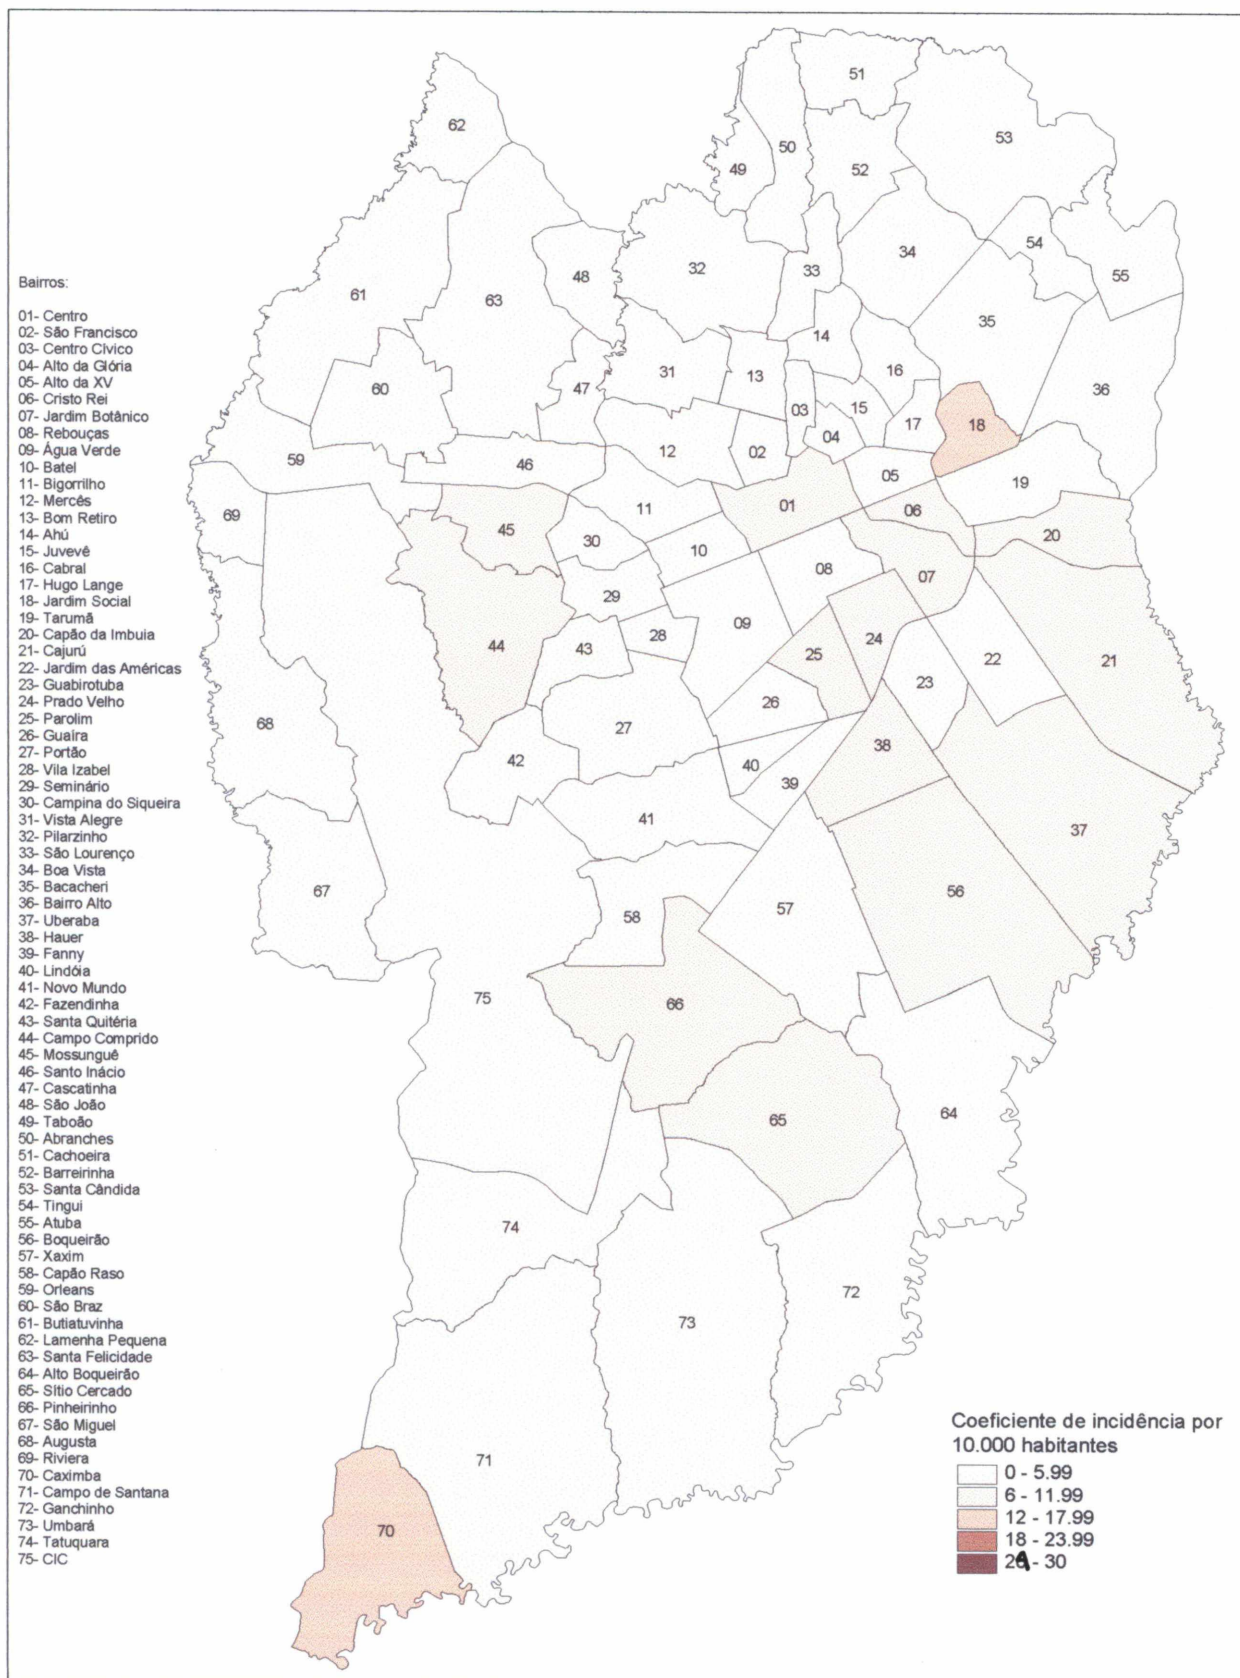 Bairros:
01- Centro
02- São Francisco
03- Centro Cívico
04- Alto da Glória
05- Alto da XV
06- Cristo Rei
07- Jardim Botânico
08- Rebouças
09- Água Verde
10- Batel
11- Bigorrilho
12- Mercês
13- Bom Retiro
14- Ahú
15- Juvevê
16- Cabral
17- Hugo Lange
18- Jardim Social
19- Tarumã
20- Capão da Imbuia
21- Cajurú
22- Jardim das Américas
23- Guabirotuba
24- Prado Velho
25- Parolim
26- Guaíra
27- Portão
28- Vila Izabel
29- Seminário
30- Campina do Siqueira
31- Vista Alegre
32- Pilarzinho
33- São Lourenço
34- Boa Vista
35- Bacacheri
36- Bairro Alto
37- Uberaba
38- Hauer
39- Fanny
40- Lindóia
41- Novo Mundo
42- Fazendinha
43- Santa Quitéria
44- Campo Comprido
45- Mossunguê
46- Santo Inácio
47- Cascatinha
48- São João
49- Taboão
50- Abranches
51- Cachoeira
52- Barreirinha
53- Santa Cândida
54- Tingui
55- Atuba
56- Boqueirão
57- Xaxim
58- Capão Raso
59- Orleans
60- São Braz
61- Butiatuvinha
62- Lamenha Pequena
63- Santa Felicidade
64- Alto Boqueirão
65- Sítio Cercado
66- Pinheirinho
67- São Miguel
68- Augusta
69- Riviera
70- Caximba
71- Campo de Santana
72- Ganchinho
73- Umbará
74- Tatuquara
75- CIC
51
62
53
50
49
52
54
34
55
32
33
48
61
63
35
14
31
13
16
60
47
36
03
15
17
18
04
12
02
59
46
05
19
01
11
06
69
45
20
30
10
08
07
29
09
28
24
43
44
25
22
21
23
26
68
27
38
42
40
39
41
37
67
56
57
58
75
66
64
65
74
72
73
71
70
Coeficiente de incidência por
10.000 habitantes
0 - 5.99
6 - 11.99
12 - 17.99
18 - 23.99
24 - 30